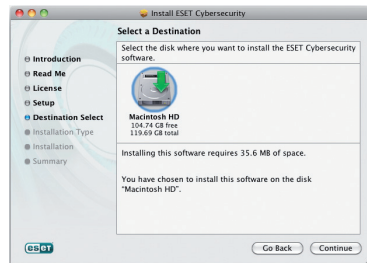 Install ESET Cybersecurity
Select a Destination
Introduction
Read Me
License
Setup
Destination Select
Installation Type
Installation
Summary
Select the disk where you want to install the ESET Cybersecurity
software.
Macintosh HD
104.74 GB free
119.69 GB total
Installing this software requires 35.6 MB of space.
You have chosen to install this software on the disk
“Macintosh HD”.
eset
Go Back
Continue